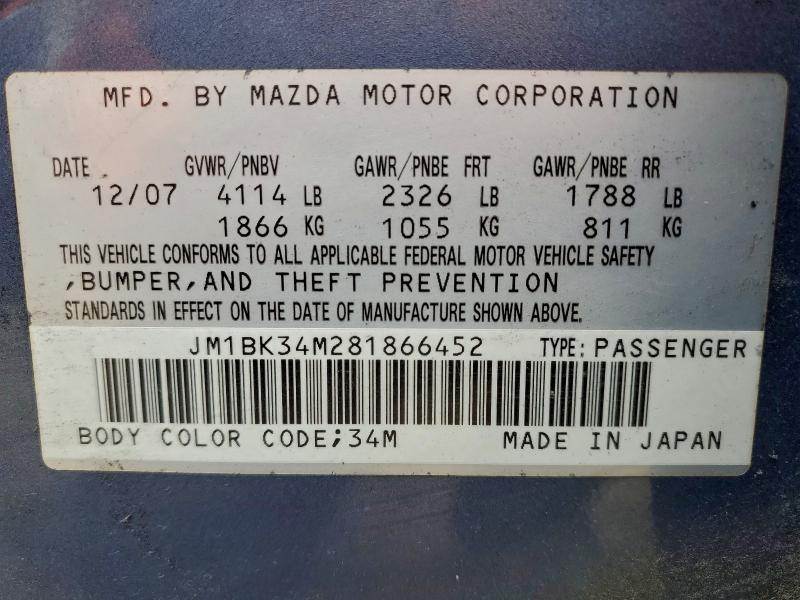 MFD. BY MAZDA MOTOR CORPORATION
DATE GVWR/PNBV GAWR/PNBE FRT GAWR/PNBE RR
12/07 4114 LB 2326 LB 1788 LB
1866 KG 1055 KG 811 KG
THIS VEHICLE CONFORMS TO ALL APPLICABLE FEDERAL MOTOR VEHICLE SAFETY
,BUMPER,AND THEFT PREVENTION
STANDARDS IN EFFECT ON THE DATE OF MANUFACTURE SHOWN ABOVE.
JM1BK34M281866452 TYPE: PASSENGER
BODY COLOR CODE;34M MADE IN JAPAN